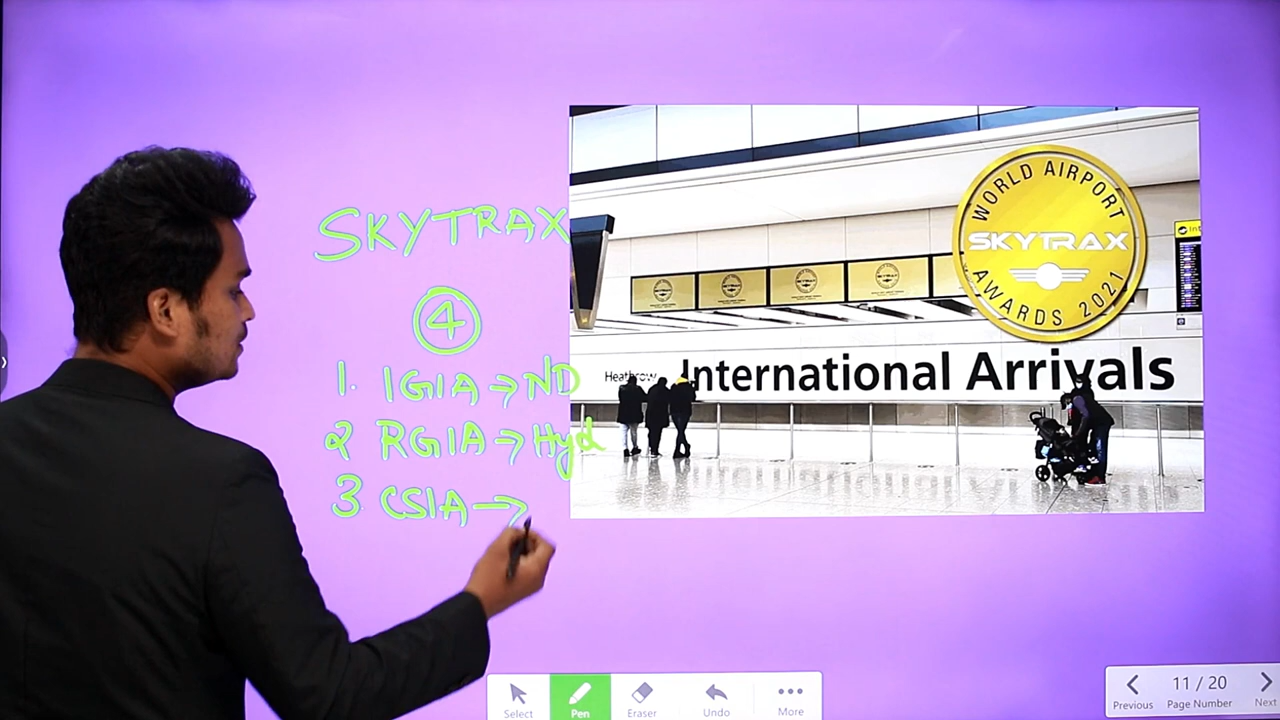 SKYTRAX
④
1. IGIA → ND
2 RGIA → Hyd
3 CSIA →
WORLD AIRPORT
SKYTRAX
AWARDS 2021
Heathrow
International Arrivals
Int
Select
Pen
Eraser
Undo
More
Previous
11 / 20
Page Number
Next